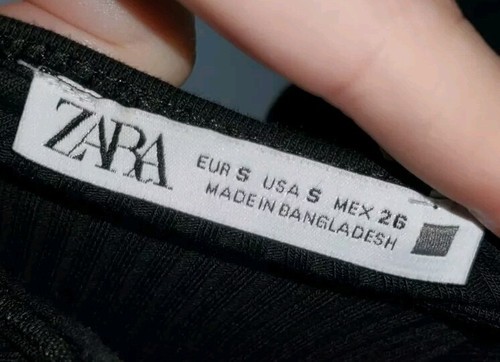 ZARA
EUR S USA S MEX 26
MADE IN BANGLADESH